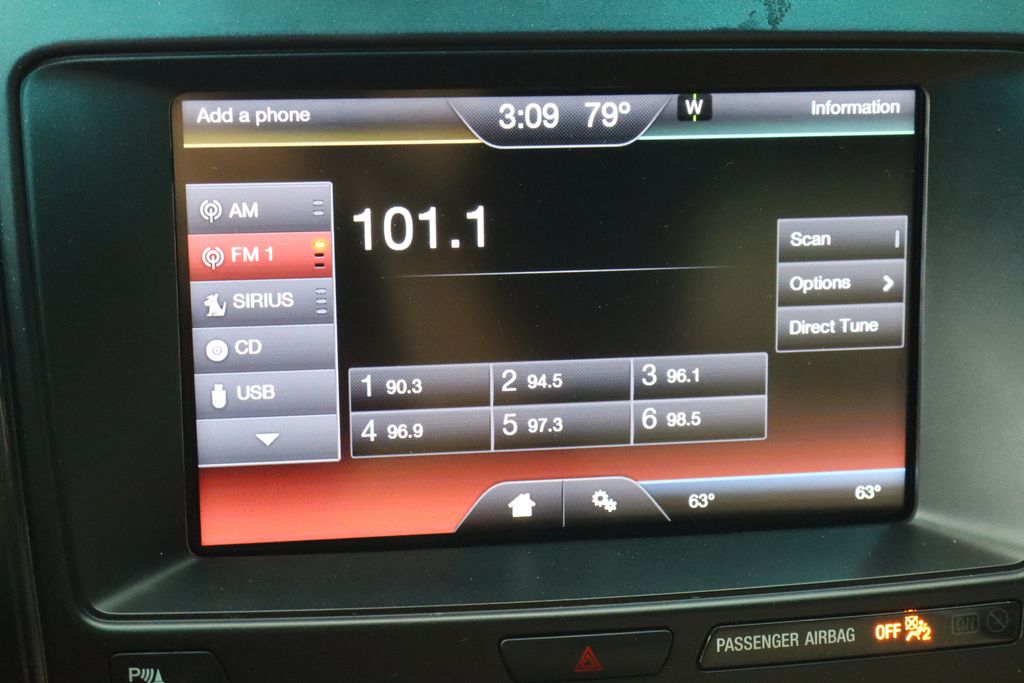 Add a phone
3:09 79°
W
Information
AM
FM 1
SIRIUS
CD
USB
101.1
Scan
Options
Direct Tune
1 90.3
2 94.5
3 96.1
4 96.9
5 97.3
6 98.5
63°
63°
PASSENGER AIRBAG OFF 2 ON
P